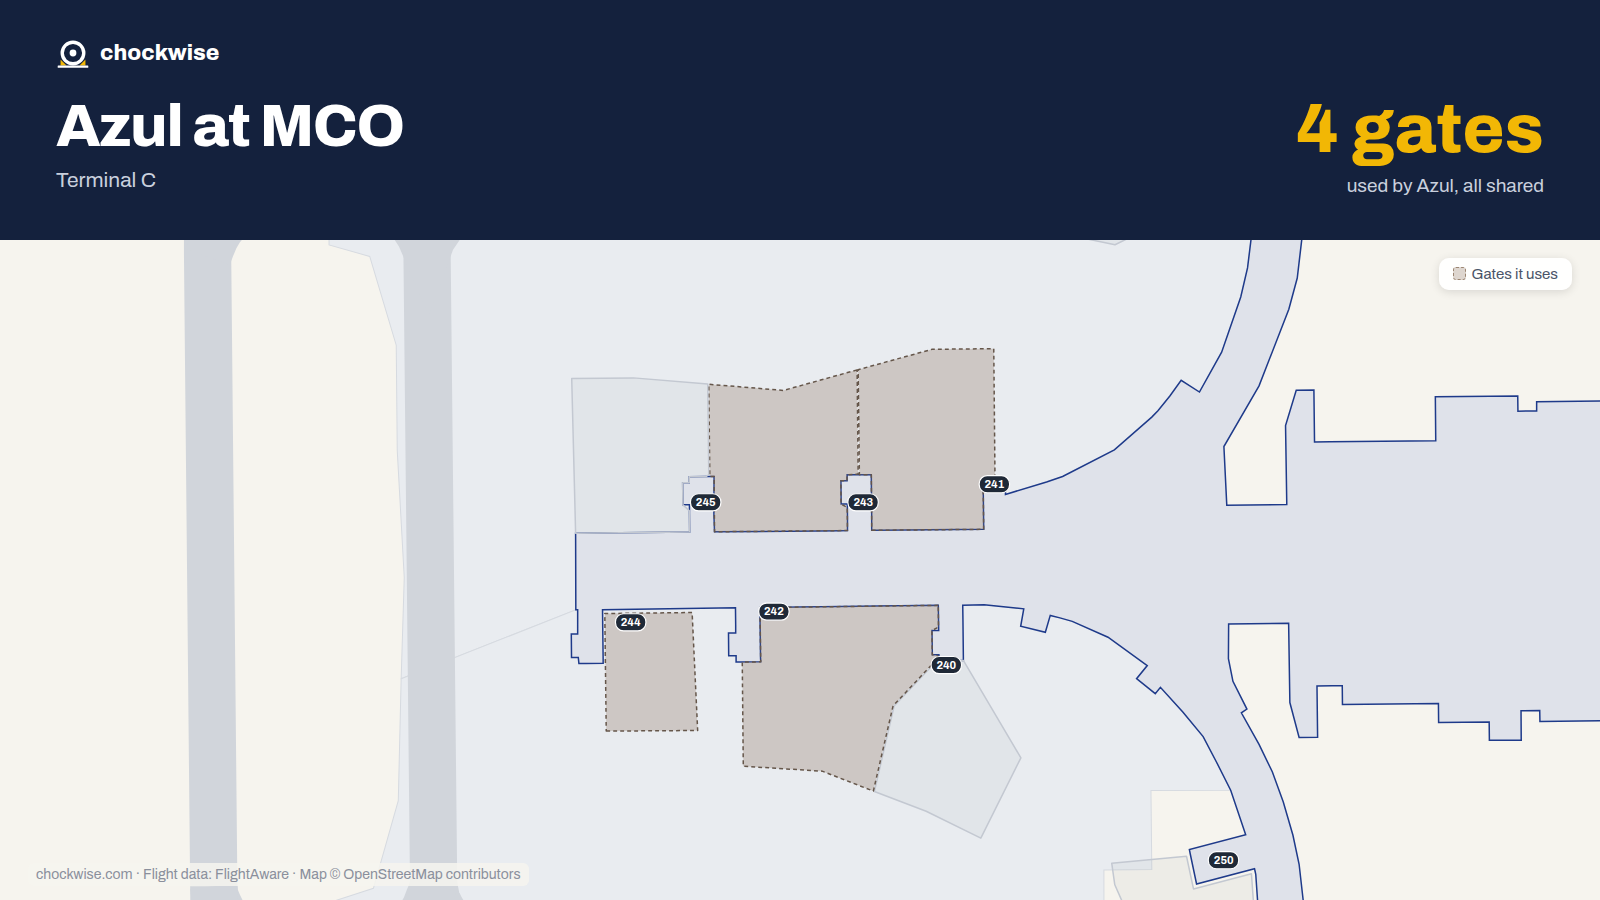 chockwise
Azul at MCO
Terminal C
4 gates
used by Azul, all shared
Gates it uses
241
245
243
242
244
240
250
chockwise.com · Flight data: FlightAware · Map © OpenStreetMap contributors